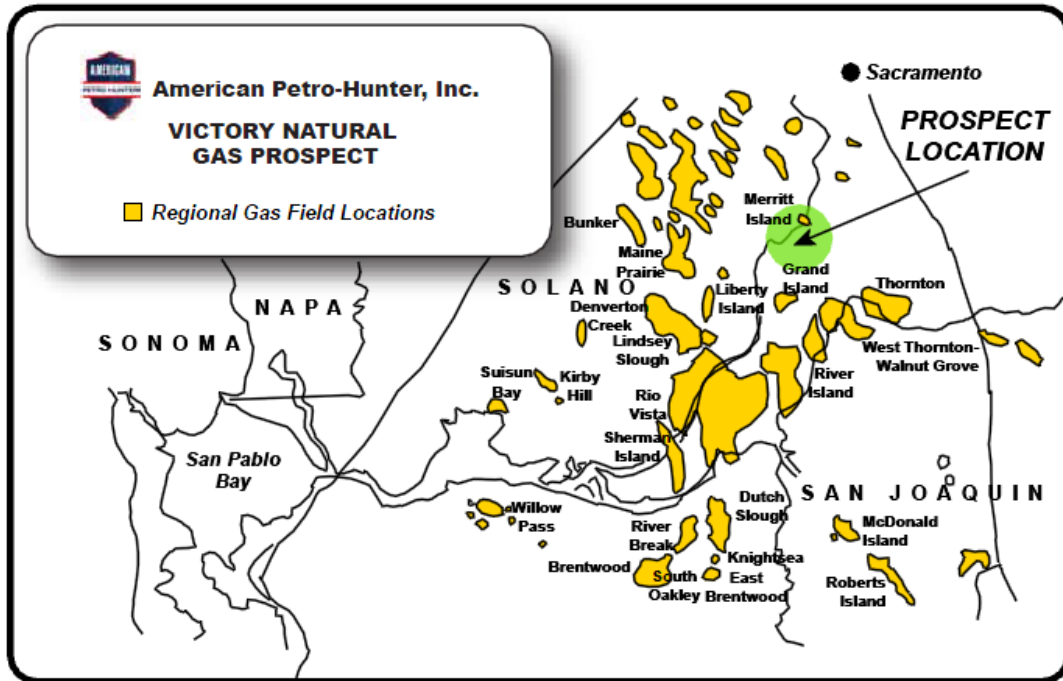 AMERICAN
PETRO HUNTER
American Petro-Hunter, Inc.
VICTORY NATURAL
GAS PROSPECT
Regional Gas Field Locations
Sacramento
PROSPECT
LOCATION
Merritt
Island
Bunker
Maine
Prairie
SOLANO
Grand
Island
Liberty
Island
Thornton
NAPA
Denverton
Creek
SONOMA
Lindsey
Slough
West Thornton-
Walnut Grove
River
Island
Suisun
Bay
Kirby
Hill
Rio
Vista
Sherman
Island
San Pablo
Bay
SAN JOAQUIN
Willow
Pass
Dutch
Slough
River
Break
McDonald
Island
Knightsea
Brentwood
South
Oakley
East
Brentwood
Roberts
Island